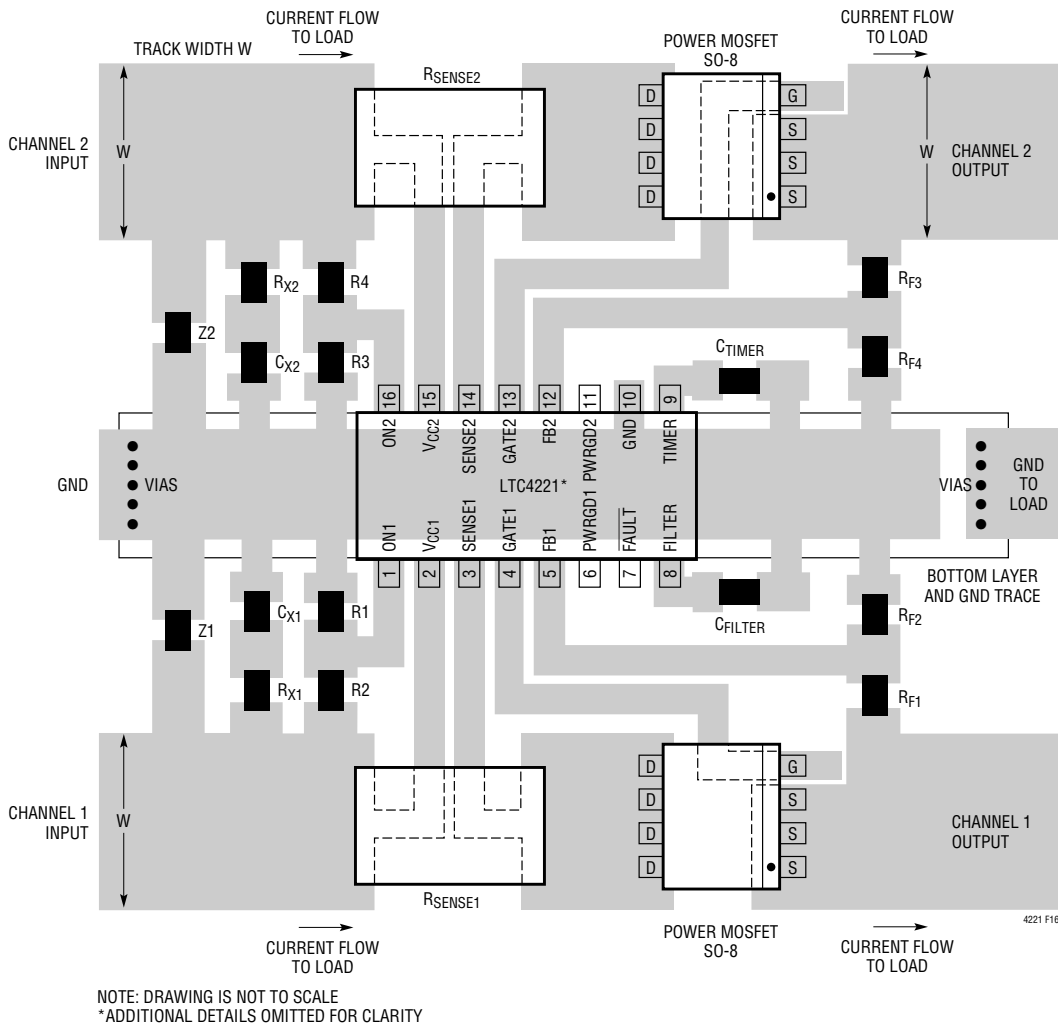 CURRENT FLOW
TO LOAD
CURRENT FLOW
TO LOAD
TRACK WIDTH W
POWER MOSFET
SO-8
RSENSE2
D
D
D
D
G
S
S
S
CHANNEL 2
INPUT
W
W
CHANNEL 2
OUTPUT
RX2
R4
RF3
Z2
CX2
R3
CTIMER
RF4
16
15
14
13
12
11
10
9
ON2
VCC2
SENSE2
GATE2
FB2
PWRGD2
GND
TIMER
GND
VIAS
LTC4221*
VIAS
GND
TO
LOAD
ON1
VCC1
SENSE1
GATE1
FB1
PWRGD1
FAULT
FILTER
1
2
3
4
5
6
7
8
BOTTOM LAYER
AND GND TRACE
Z1
CX1
R1
CFILTER
RF2
RX1
R2
RF1
D
D
D
D
G
S
S
S
CHANNEL 1
INPUT
W
CHANNEL 1
OUTPUT
RSENSE1
4221 F16
CURRENT FLOW
TO LOAD
POWER MOSFET
SO-8
CURRENT FLOW
TO LOAD
NOTE: DRAWING IS NOT TO SCALE
*ADDITIONAL DETAILS OMITTED FOR CLARITY